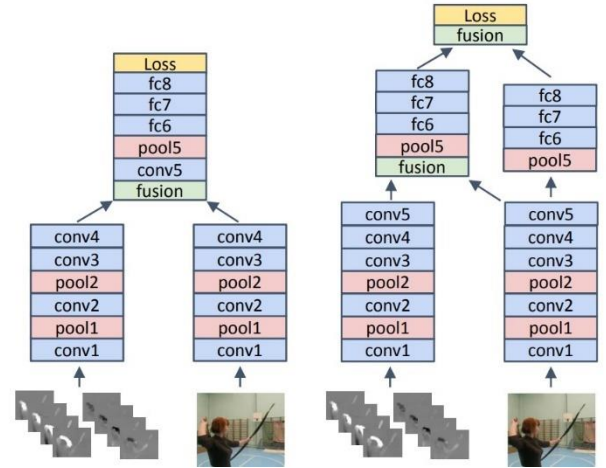 Loss
fc8
fc7
fc6
pool5
conv5
fusion
conv4
conv3
pool2
conv2
pool1
conv1
conv4
conv3
pool2
conv2
pool1
conv1
Loss
fusion
fc8
fc7
fc6
pool5
fusion
fc8
fc7
fc6
pool5
conv5
conv4
conv3
pool2
conv2
pool1
conv1
conv5
conv4
conv3
pool2
conv2
pool1
conv1